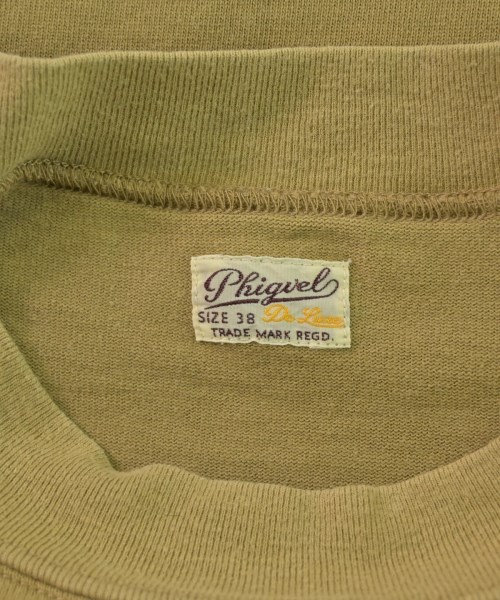 Phigvel
SIZE 38 De Luxe
TRADE MARK REGD.